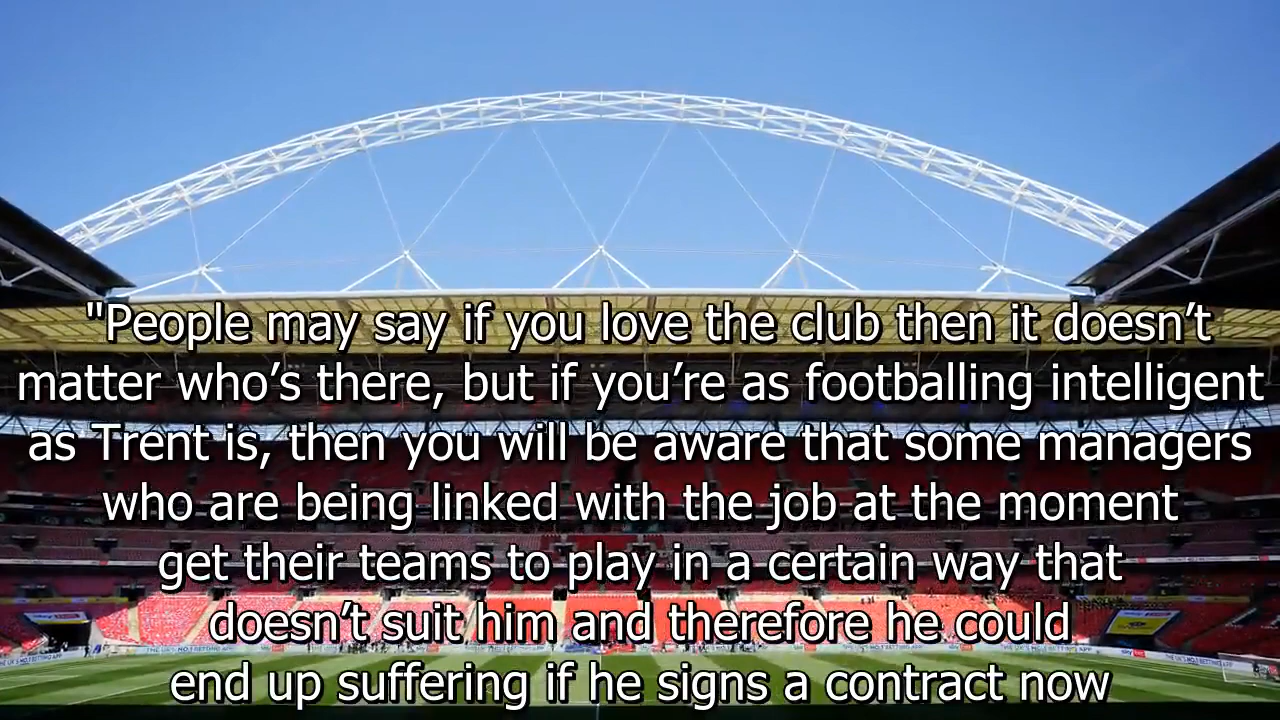 "People may say if you love the club then it doesn’t
matter who’s there, but if you’re as footballing intelligent
as Trent is, then you will be aware that some managers
who are being linked with the job at the moment
get their teams to play in a certain way that
doesn’t suit him and therefore he could
end up suffering if he signs a contract now